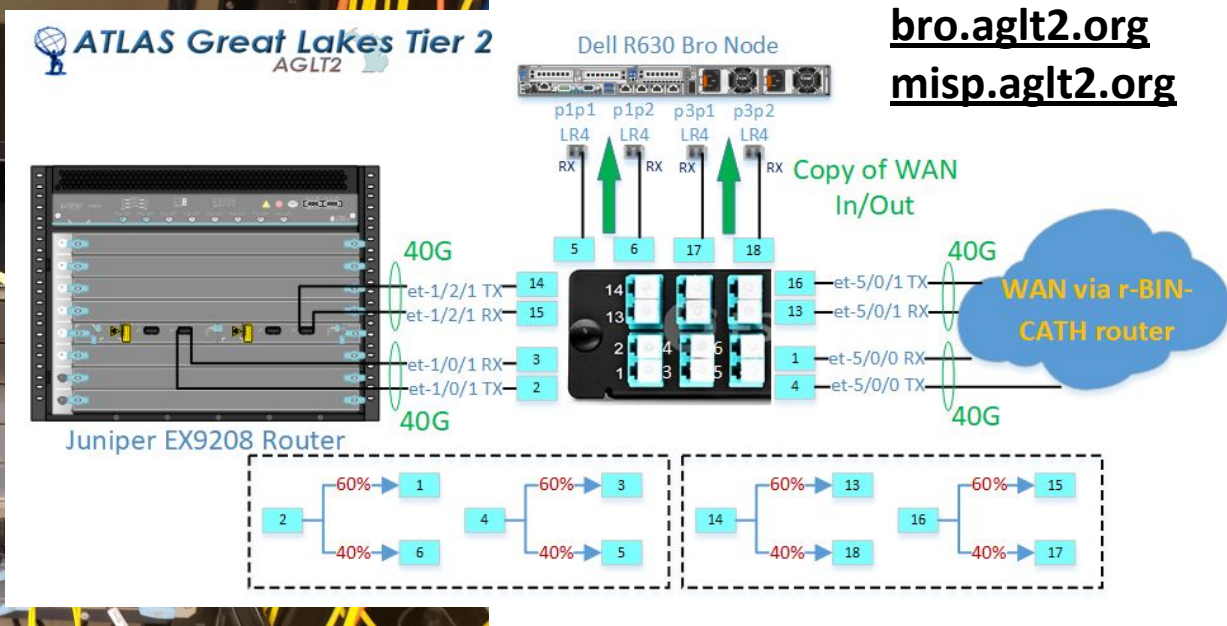 bro.aglt2.org
misp.aglt2.org
ATLAS Great Lakes Tier 2
AGLT2
Dell R630 Bro Node
p1p1 p1p2 p3p1 p3p2
LR4 LR4 LR4 LR4
RX RX RX RX
Copy of WAN
In/Out
5 6 17 18
40G
et-1/2/1 TX 14
et-1/2/1 RX 15
et-1/0/1 RX 3
et-1/0/1 TX 2
40G
Juniper EX9208 Router
14
13
2 4 6
1 3 5
40G
16 et-5/0/1 TX
13 et-5/0/1 RX
1 et-5/0/0 RX
4 et-5/0/0 TX
40G
WAN via r-BIN-
CATH router
60% 1 60% 3 60% 13 60% 15
2 4 14 16
40% 6 40% 5 40% 18 40% 17